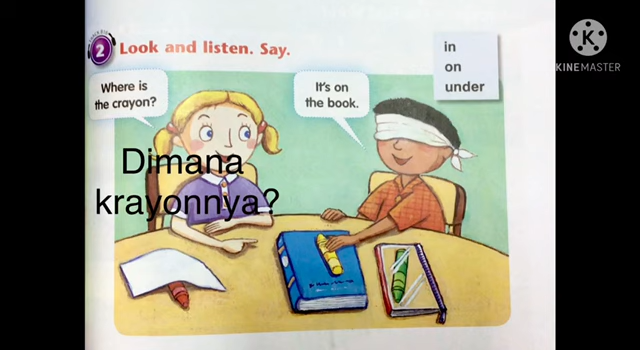 2 Look and listen. Say.
in
on
under
KINEMASTER
Where is
the crayon?
It's on
the book.
Dimana
krayonnya?